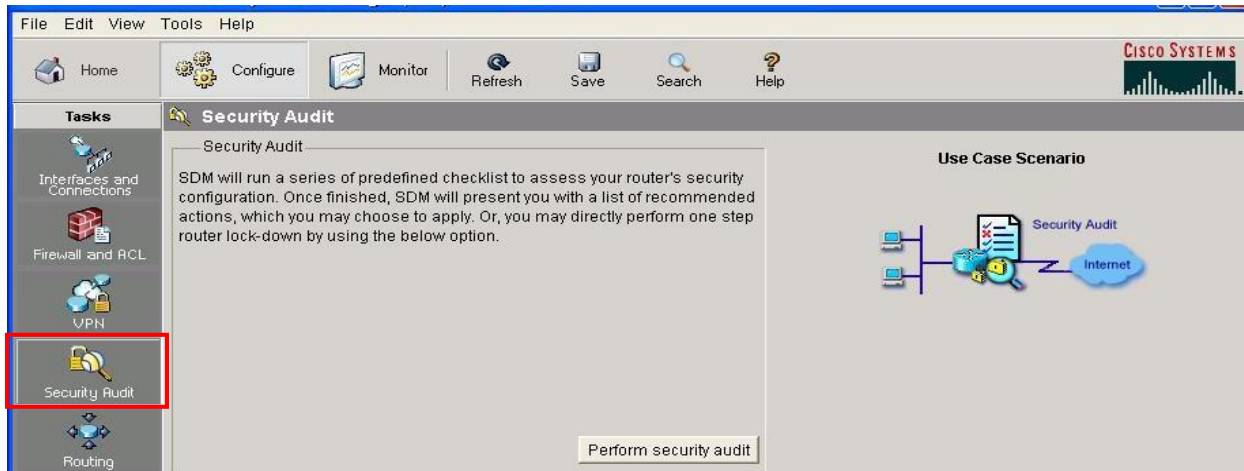 File Edit View Tools Help
Home
Configure
Monitor
Refresh
Save
Search
Help
CISCO SYSTEMS
Tasks
Security Audit
Interfaces and
Connections
Firewall and ACL
VPN
Security Audit
Routing
Security Audit
SDM will run a series of predefined checklist to assess your router's security
configuration. Once finished, SDM will present you with a list of recommended
actions, which you may choose to apply. Or, you may directly perform one step
router lock-down by using the below option.
Perform security audit
Use Case Scenario
Security Audit
Internet